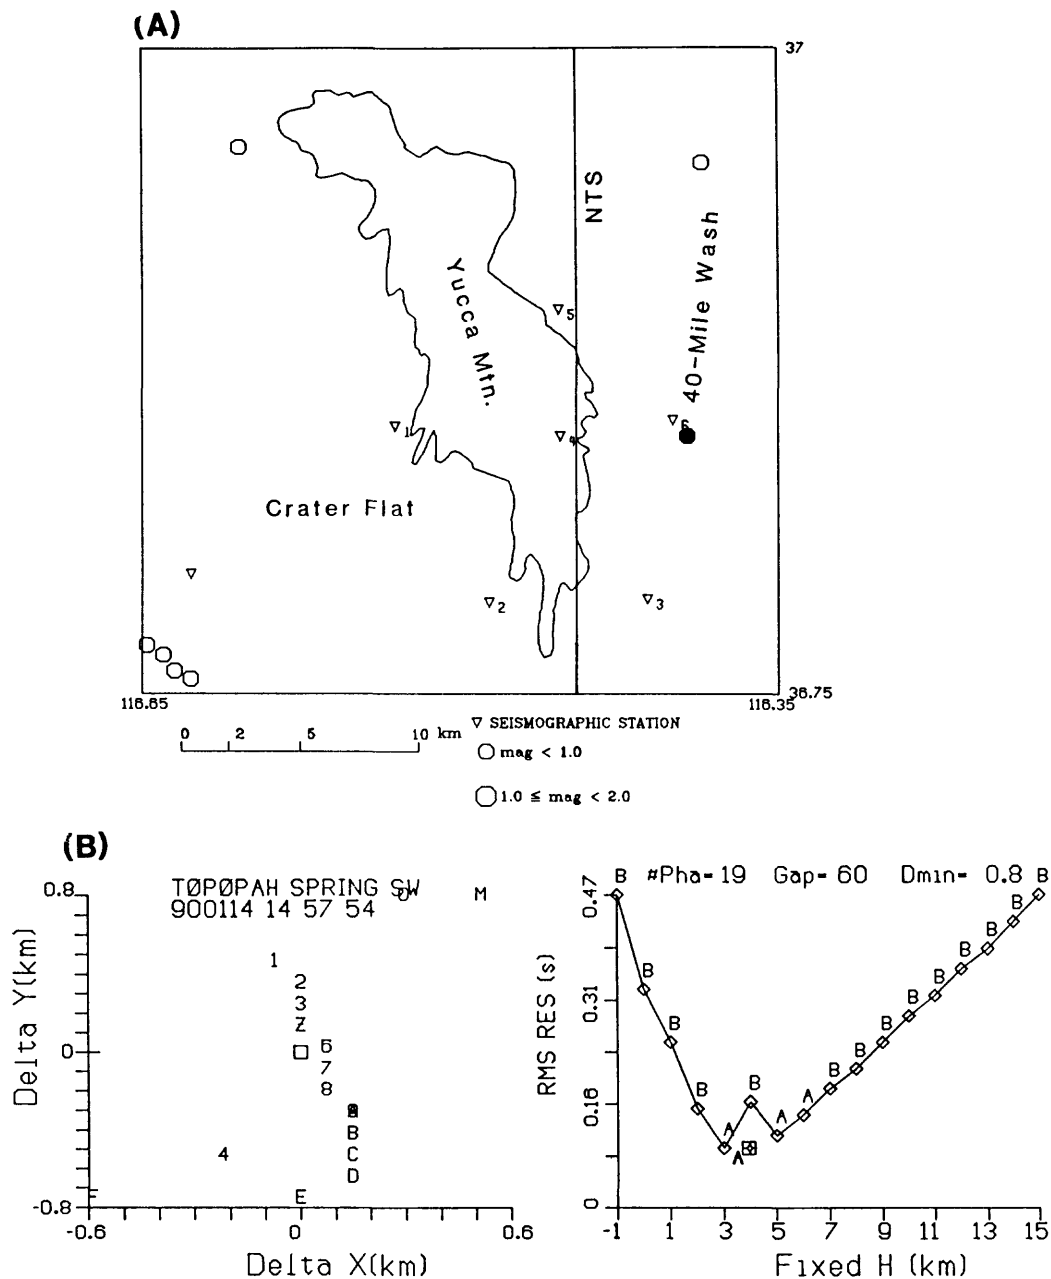 (A)
37
NTS
40-Mile Wash
Yucca Mtn.
5
6
1
4
Crater Flat
2
3
116.65
36.75
116.35
0 2 5 10 km
▽ SEISMOGRAPHIC STATION
mag < 1.0
1.0 ≦ mag < 2.0
(B)
TØPØPAH SPRING SW
900114 14 57 54
0.8
0
-0.8
Delta Y(km)
M
1
2
3
Z
6
7
8
B
C
D
4
E
F
-0.6 0 0.6
Delta X(km)
#Pha= 19 Gap= 60 Dmin= 0.8
0.47
0.31
0.16
0
RMS RES (s)
B B B B A A B A A B B B B B B B B B
-1 1 3 5 7 9 11 13 15
Fixed H (km)